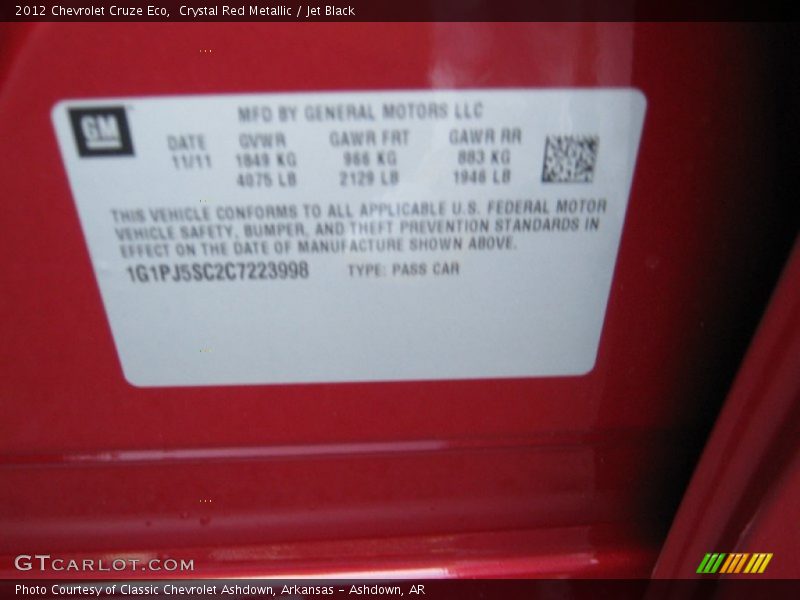 2012 Chevrolet Cruze Eco,  Crystal Red Metallic / Jet Black
GM
MFD BY GENERAL MOTORS LLC
DATE GVWR GAWR FRT GAWR RR
11/11 1849 KG 966 KG 883 KG
4075 LB 2129 LB 1946 LB
THIS VEHICLE CONFORMS TO ALL APPLICABLE U.S. FEDERAL MOTOR
VEHICLE SAFETY, BUMPER, AND THEFT PREVENTION STANDARDS IN
EFFECT ON THE DATE OF MANUFACTURE SHOWN ABOVE.
1G1PJ5SC2C7223998 TYPE: PASS CAR
GTCARLOT.COM
Photo Courtesy of Classic Chevrolet Ashdown, Arkansas - Ashdown, AR